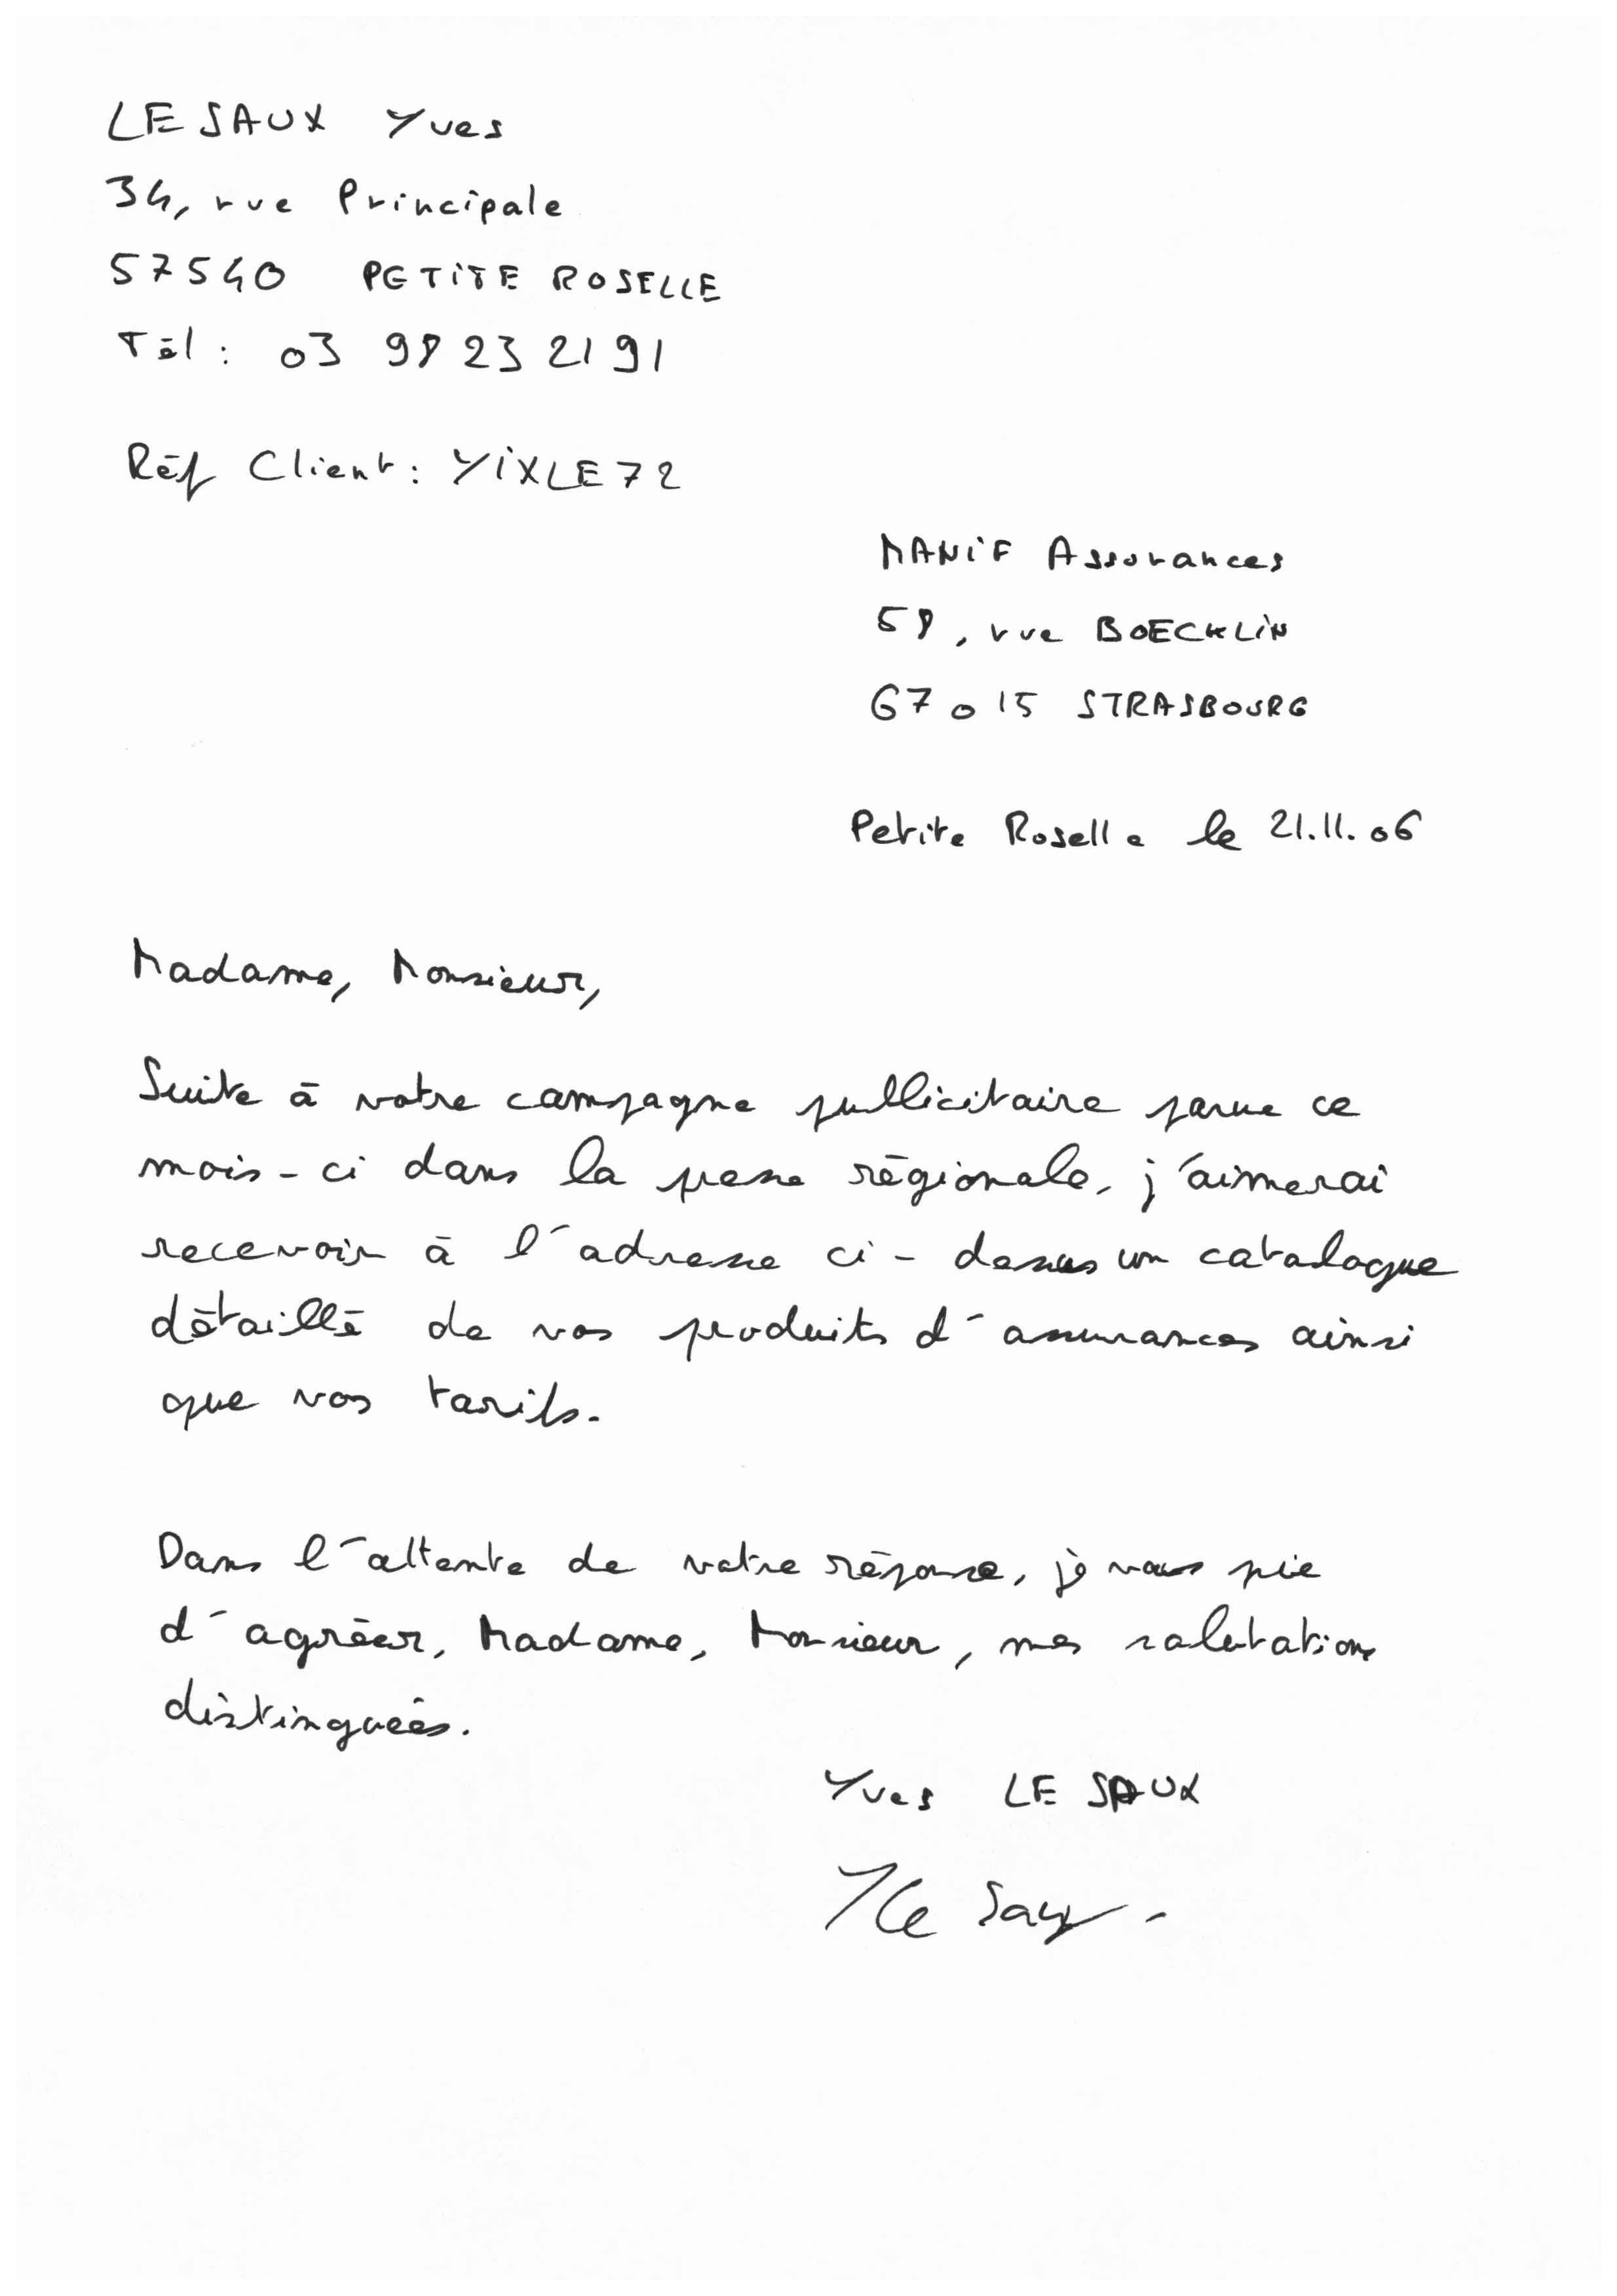 LE SAUX Yves
34, rue Principale
57540 PETITE ROSELLE
Tél : 03 98 23 21 91
Réf Client : YIXLE72
MANIF Assurances
58, rue BOECKLIN
67015 STRASBOURG
Petite Roselle le 21.11.06
Madame, Monsieur,
Suite à votre campagne publicitaire parue ce
mois-ci dans la presse régionale, j'aimerai
recevoir à l'adresse ci-dessus un catalogue
détaillé de vos produits d'assurances ainsi
que vos tarifs.
Dans l'attente de votre réponse, je vous prie
d'agréer, Madame, Monsieur, mes salutations
distinguées.
Yves LE SAUX
YLe Saux